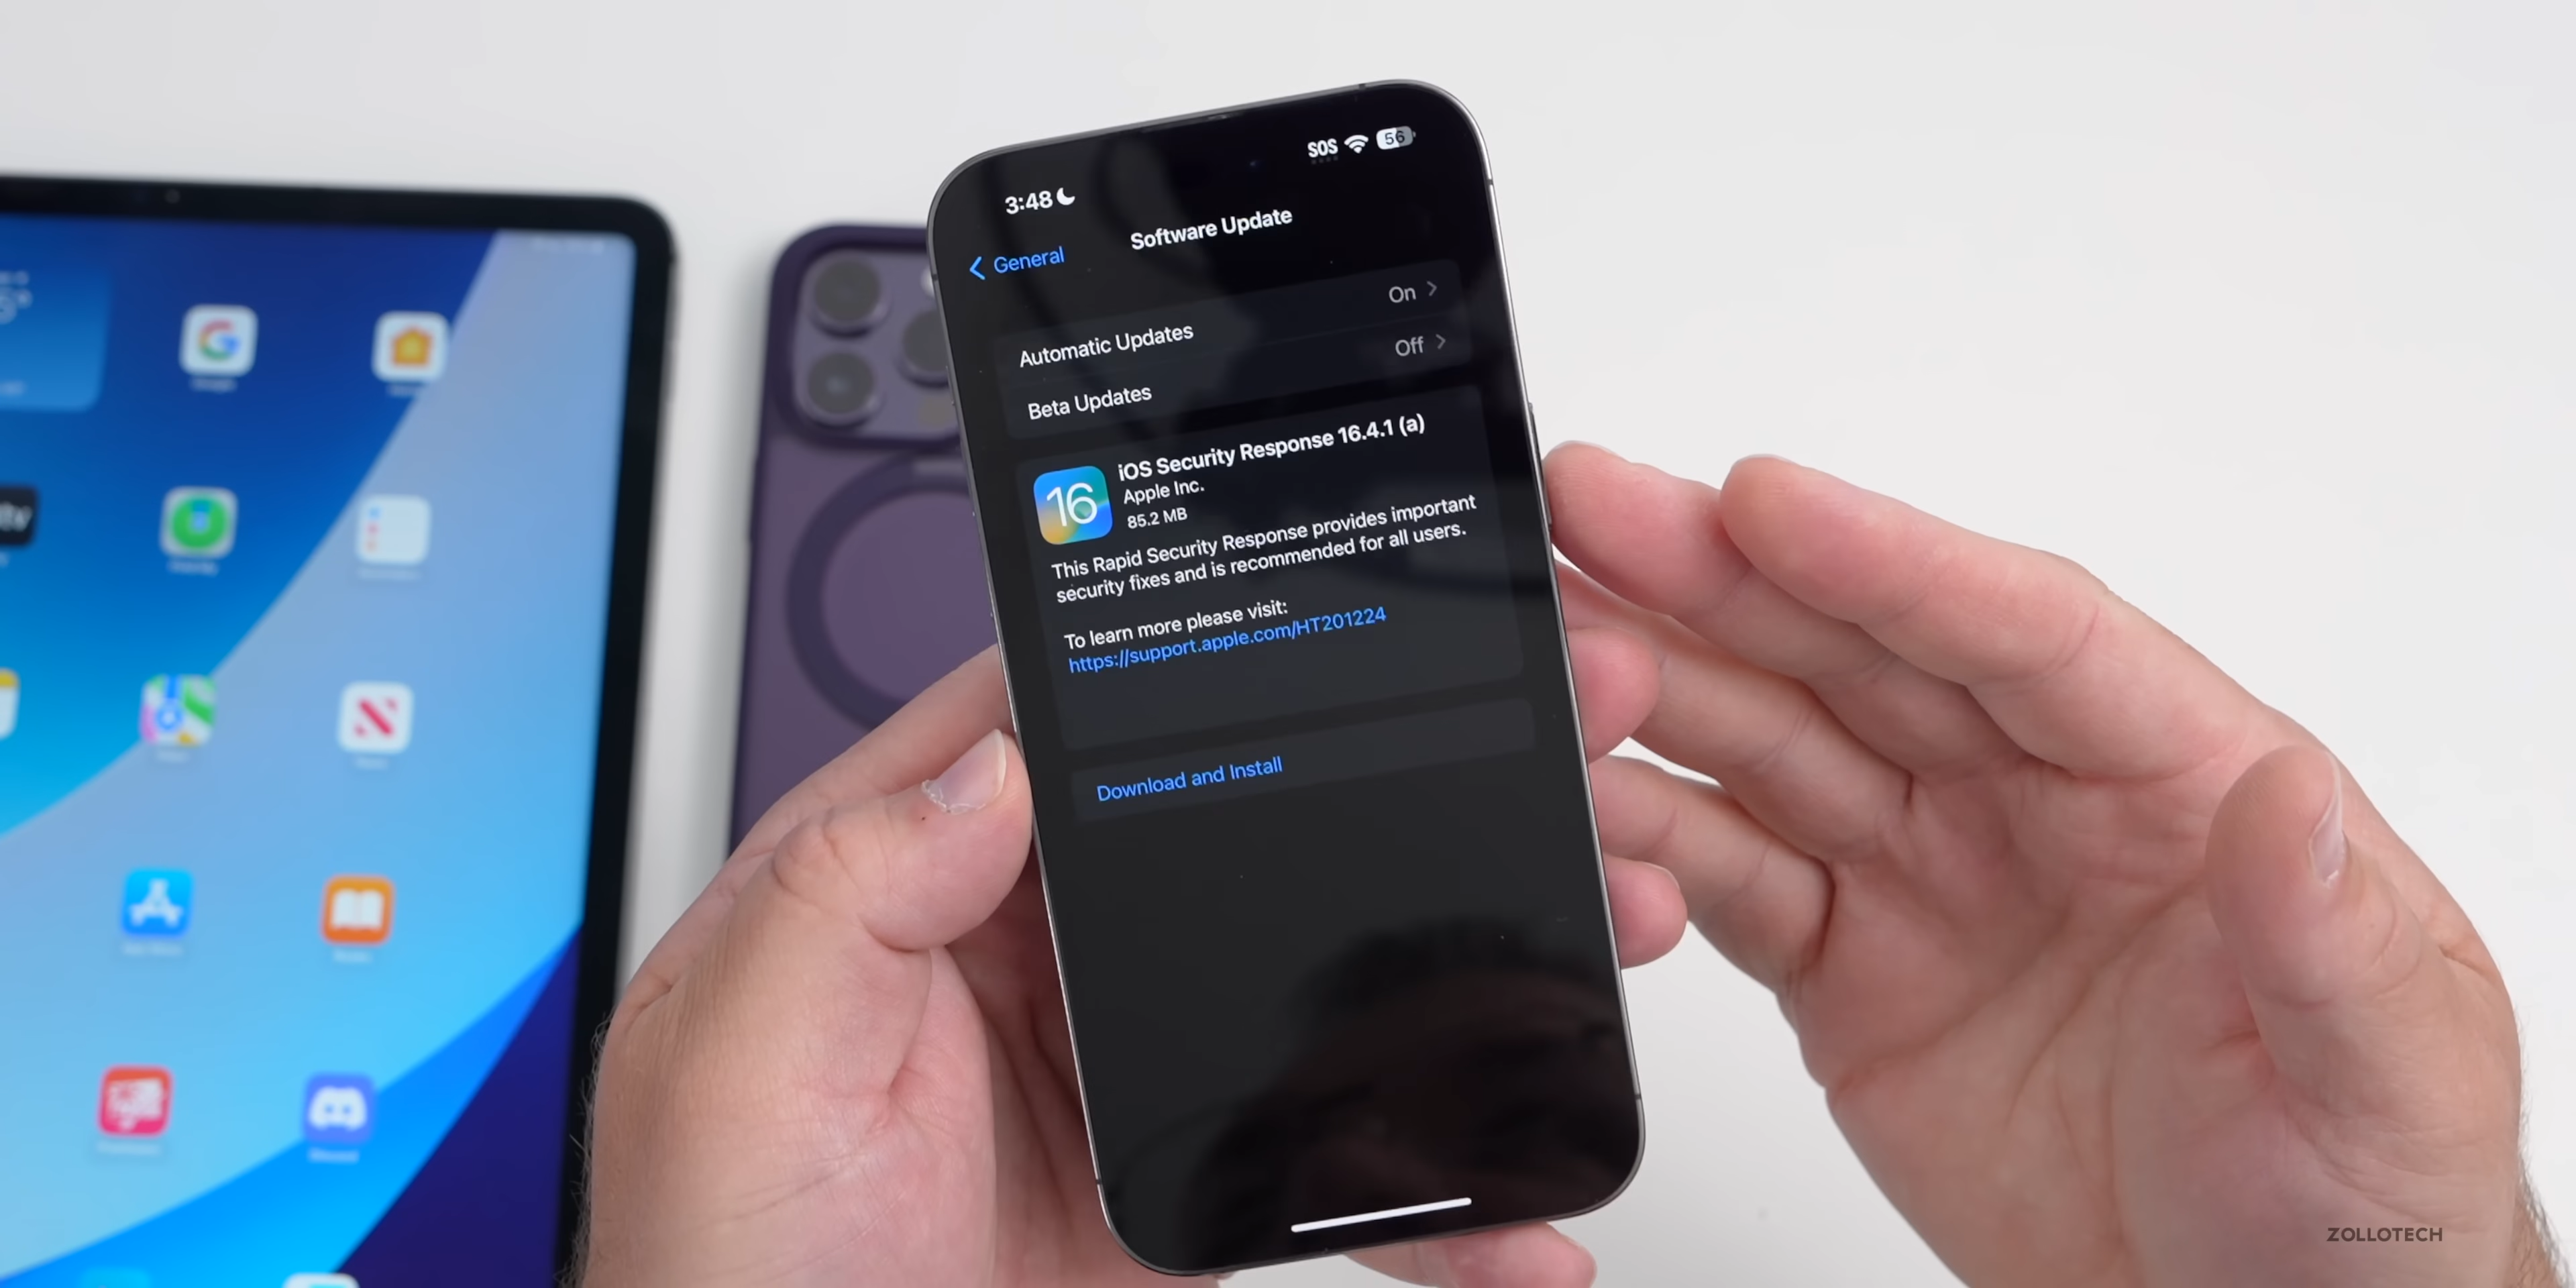 SOS 56
3:48
General
Software Update
Automatic Updates
On
Beta Updates
Off
16
iOS Security Response 16.4.1 (a)
Apple Inc.
85.2 MB
This Rapid Security Response provides important
security fixes and is recommended for all users.
To learn more please visit:
https://support.apple.com/HT201224
Download and Install
ZOLLOTECH